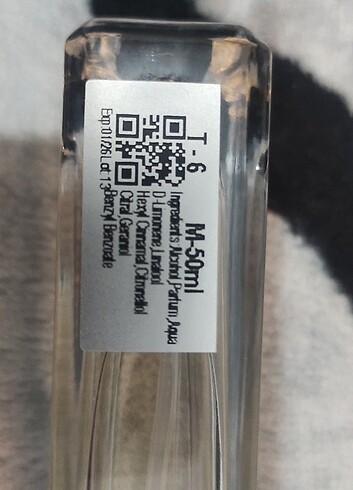 T - 6
M-50ml
Ingredients:Alcohol,Parfum,Aqua
D-Limonene,Linalool
Hexyl Cinnamal,Citronellol
Citral,Geraniol
Benzyl Benzoate
Exp:01/26 Lot: 13